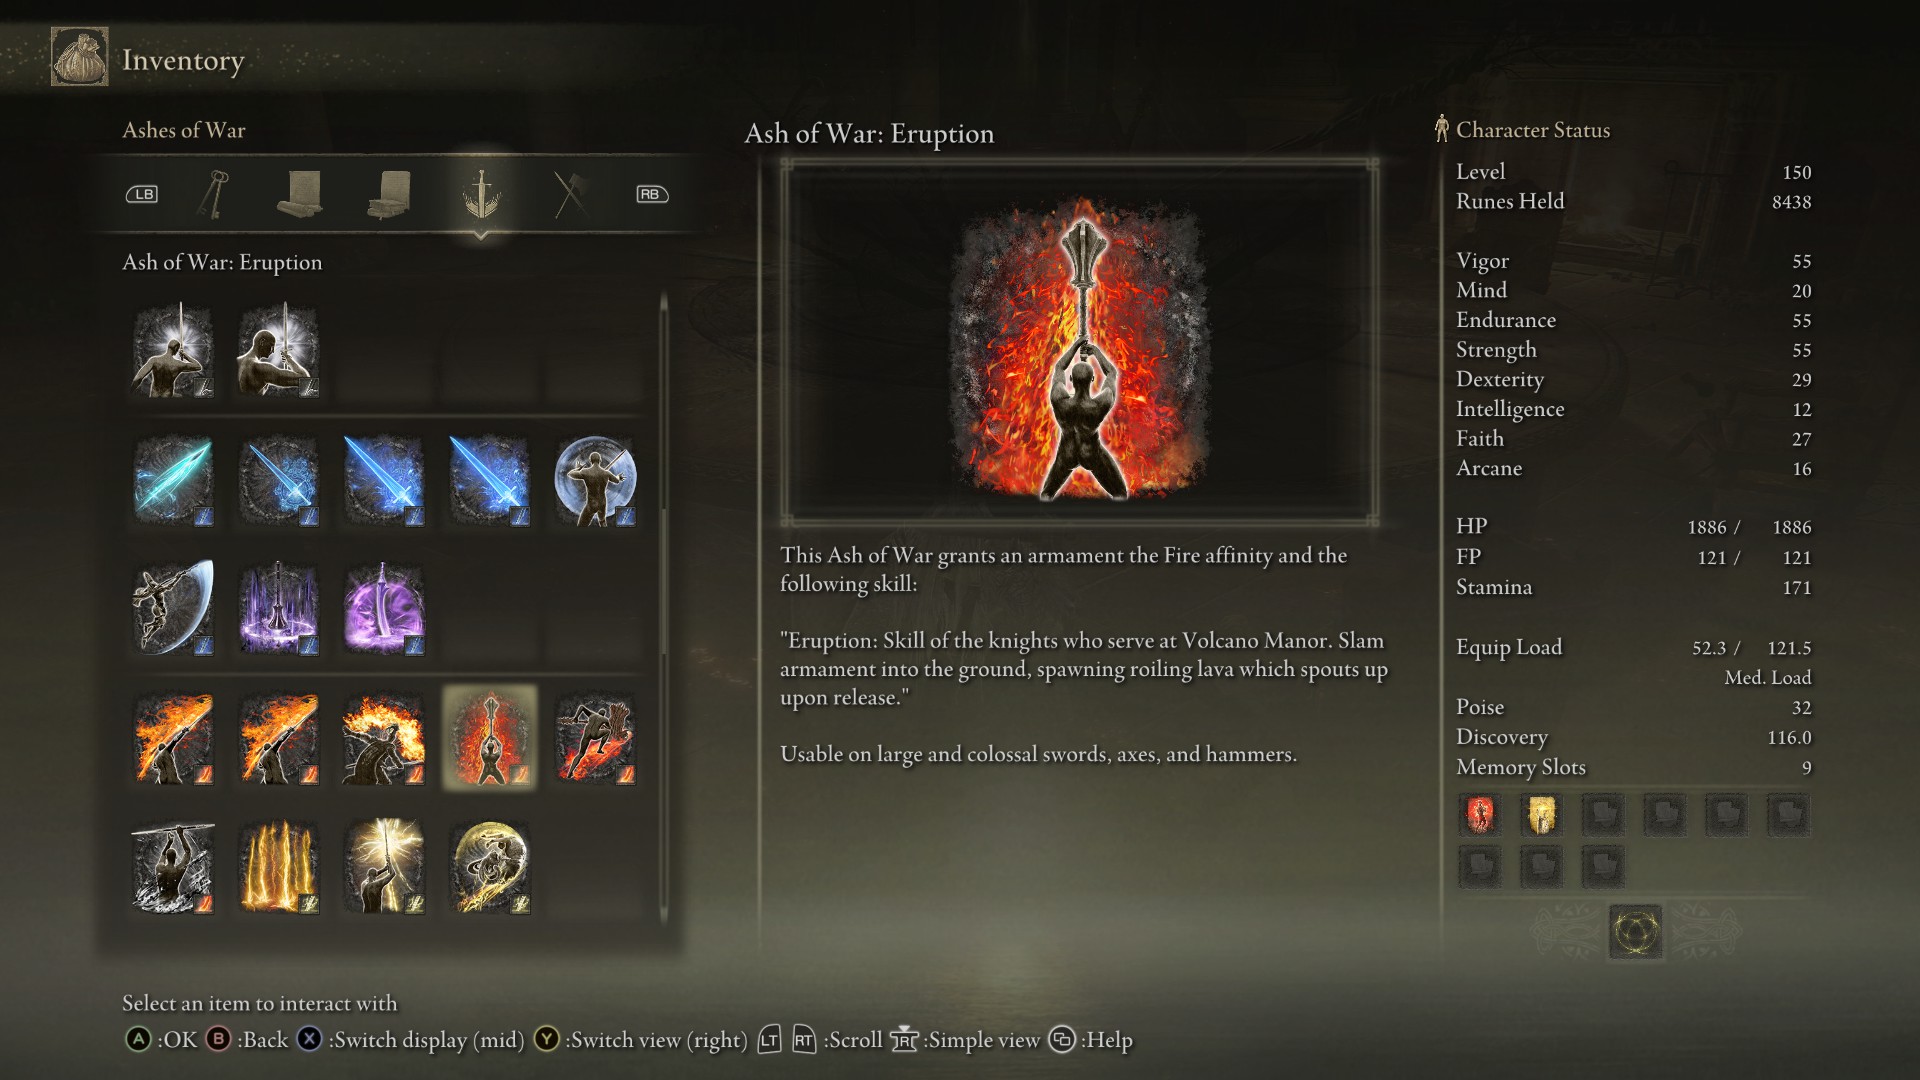 Inventory
Ashes of War
LB
RB
Ash of War: Eruption
Ash of War: Eruption
This Ash of War grants an armament the Fire affinity and the
following skill:
"Eruption: Skill of the knights who serve at Volcano Manor. Slam
armament into the ground, spawning roiling lava which spouts up
upon release."
Usable on large and colossal swords, axes, and hammers.
Character Status
Level 150
Runes Held 8438
Vigor 55
Mind 20
Endurance 55
Strength 55
Dexterity 29
Intelligence 12
Faith 27
Arcane 16
HP 1886 / 1886
FP 121 / 121
Stamina 171
Equip Load 52.3 / 121.5
Med. Load
Poise 32
Discovery 116.0
Memory Slots 9
Select an item to interact with
A :OK B :Back X :Switch display (mid) Y :Switch view (right) LT RT :Scroll R :Simple view :Help